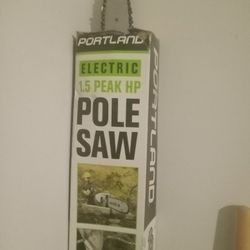 PORTLAND
ELECTRIC
1.5 PEAK HP
POLE
SAW
PORTLAND